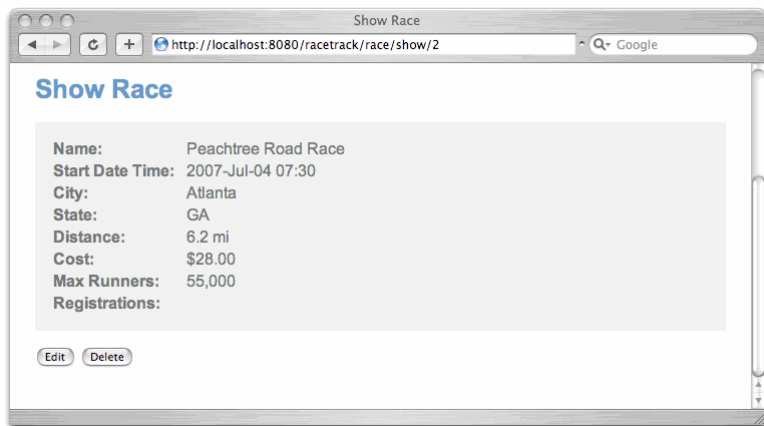 Show Race
http://localhost:8080/racetrack/race/show/2
Google
Show Race
Name: Peachtree Road Race
Start Date Time: 2007-Jul-04 07:30
City: Atlanta
State: GA
Distance: 6.2 mi
Cost: $28.00
Max Runners: 55,000
Registrations:
Edit Delete